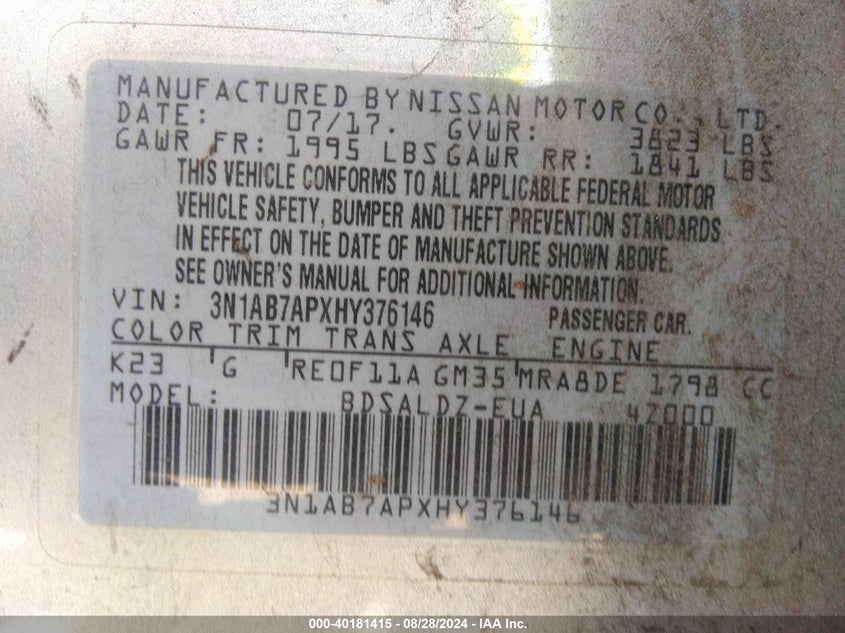 MANUFACTURED BY NISSAN MOTOR CO., LTD
DATE: 07/17. GVWR: 3823 LBS
GAWR FR: 1995 LBS GAWR RR: 1841 LBS
THIS VEHICLE CONFORMS TO ALL APPLICABLE FEDERAL MOTOR
VEHICLE SAFETY, BUMPER AND THEFT PREVENTION STANDARDS
IN EFFECT ON THE DATE OF MANUFACTURE SHOWN ABOVE.
SEE OWNER'S MANUAL FOR ADDITIONAL INFORMATION.
VIN: 3N1AB7APXHY376146 PASSENGER CAR.
COLOR TRIM TRANS AXLE ENGINE
K23 G RE0F11A GM35 MRA8DE 1798 CC
MODEL: BDSALDZ-EUA 4Z000
3N1AB7APXHY376146
000-40181415 - 08/28/2024 - IAA Inc.